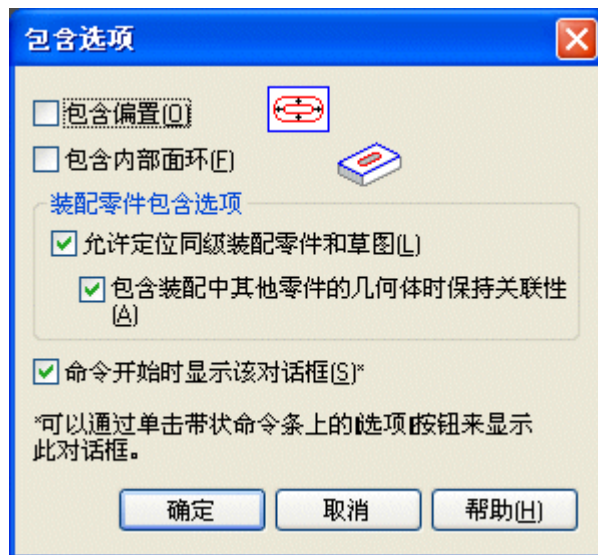 包含选项
包含偏置(O)
包含内部面环(F)
装配零件包含选项
允许定位同级装配零件和草图(L)
包含装配中其他零件的几何体时保持关联性
(A)
命令开始时显示该对话框(S)*
*可以通过单击带状命令条上的“选项”按钮来显示
此对话框。
确定
取消
帮助(H)